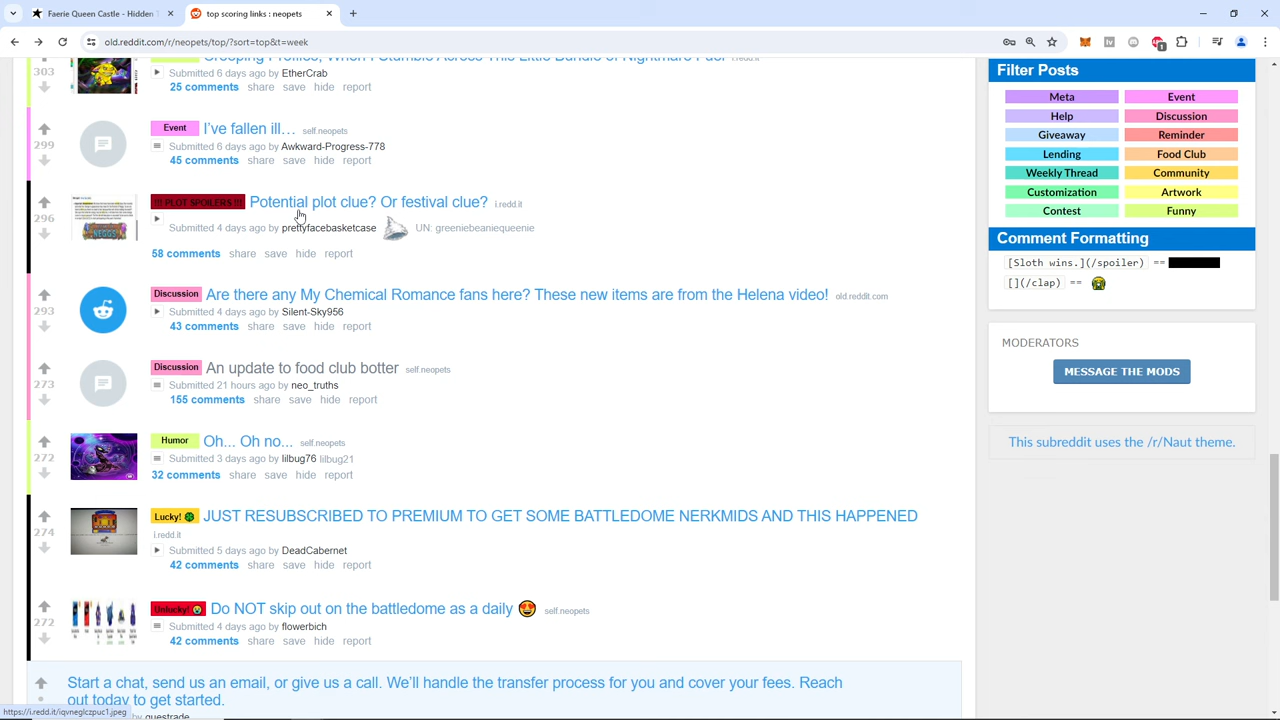 Faerie Queen Castle - Hidden T
top scoring links : neopets
old.reddit.com/r/neopets/top/?sort=top&t=week
303
Submitted 6 days ago by EtherCrab
25 comments share save hide report
299
Event I've fallen ill… self.neopets
Submitted 6 days ago by Awkward-Progress-778
45 comments share save hide report
296
!!! PLOT SPOILERS !!! Potential plot clue? Or festival clue? i.redd.it
Submitted 4 days ago by prettyfacebasketcase UN: greeniebeaniequeenie
58 comments share save hide report
293
Discussion Are there any My Chemical Romance fans here? These new items are from the Helena video! old.reddit.com
Submitted 4 days ago by Silent-Sky956
43 comments share save hide report
273
Discussion An update to food club botter self.neopets
Submitted 21 hours ago by neo_truths
155 comments share save hide report
272
Humor Oh... Oh no... self.neopets
Submitted 3 days ago by lilbug76 lilbug21
32 comments share save hide report
274
Lucky! JUST RESUBSCRIBED TO PREMIUM TO GET SOME BATTLEDOME NERKMIDS AND THIS HAPPENED
i.redd.it
Submitted 5 days ago by DeadCabernet
42 comments share save hide report
272
Unlucky! Do NOT skip out on the battledome as a daily self.neopets
Submitted 4 days ago by flowerbich
42 comments share save hide report
Start a chat, send us an email, or give us a call. We'll handle the transfer process for you and cover your fees. Reach
out today to get started.
by questrade
https://i.redd.it/iqvneglczpuc1.jpeg
Filter Posts
Meta Event
Help Discussion
Giveaway Reminder
Lending Food Club
Weekly Thread Community
Customization Artwork
Contest Funny
Comment Formatting
[Sloth wins.](/spoiler) ==
[](/clap) ==
MODERATORS
MESSAGE THE MODS
This subreddit uses the /r/Naut theme.